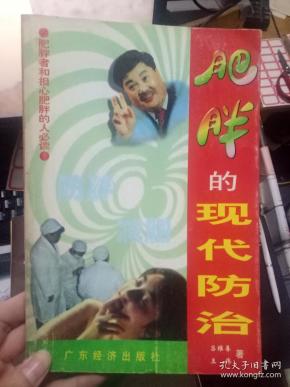 肥胖者和担心肥胖的人必读
肥胖
的
现代防治
著
广东经济出版社
孔夫子旧书网